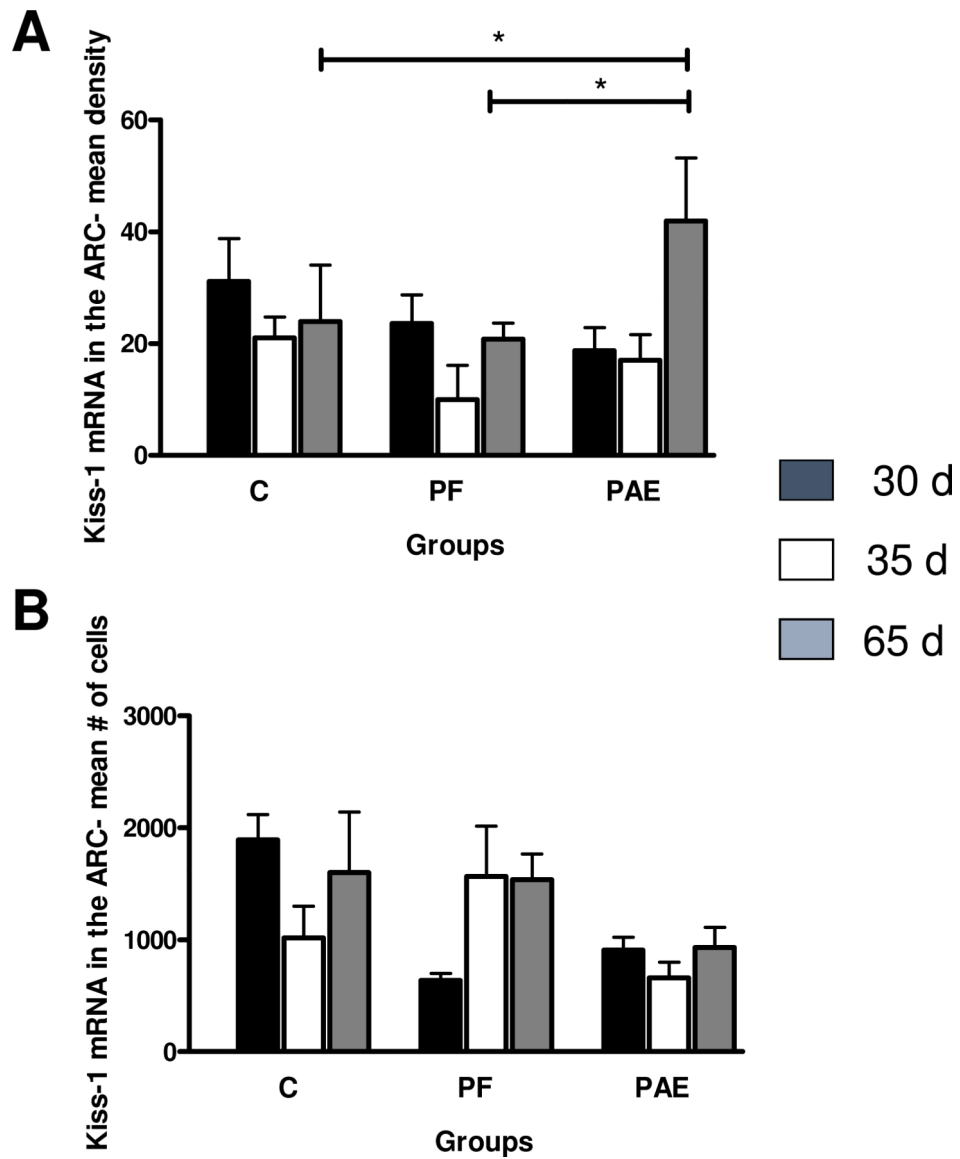 A
Kiss-1 mRNA in the ARC- mean density
*
*
60
40
20
0
C PF PAE
Groups
30 d
35 d
65 d
B
Kiss-1 mRNA in the ARC- mean # of cells
3000
2000
1000
0
C PF PAE
Groups